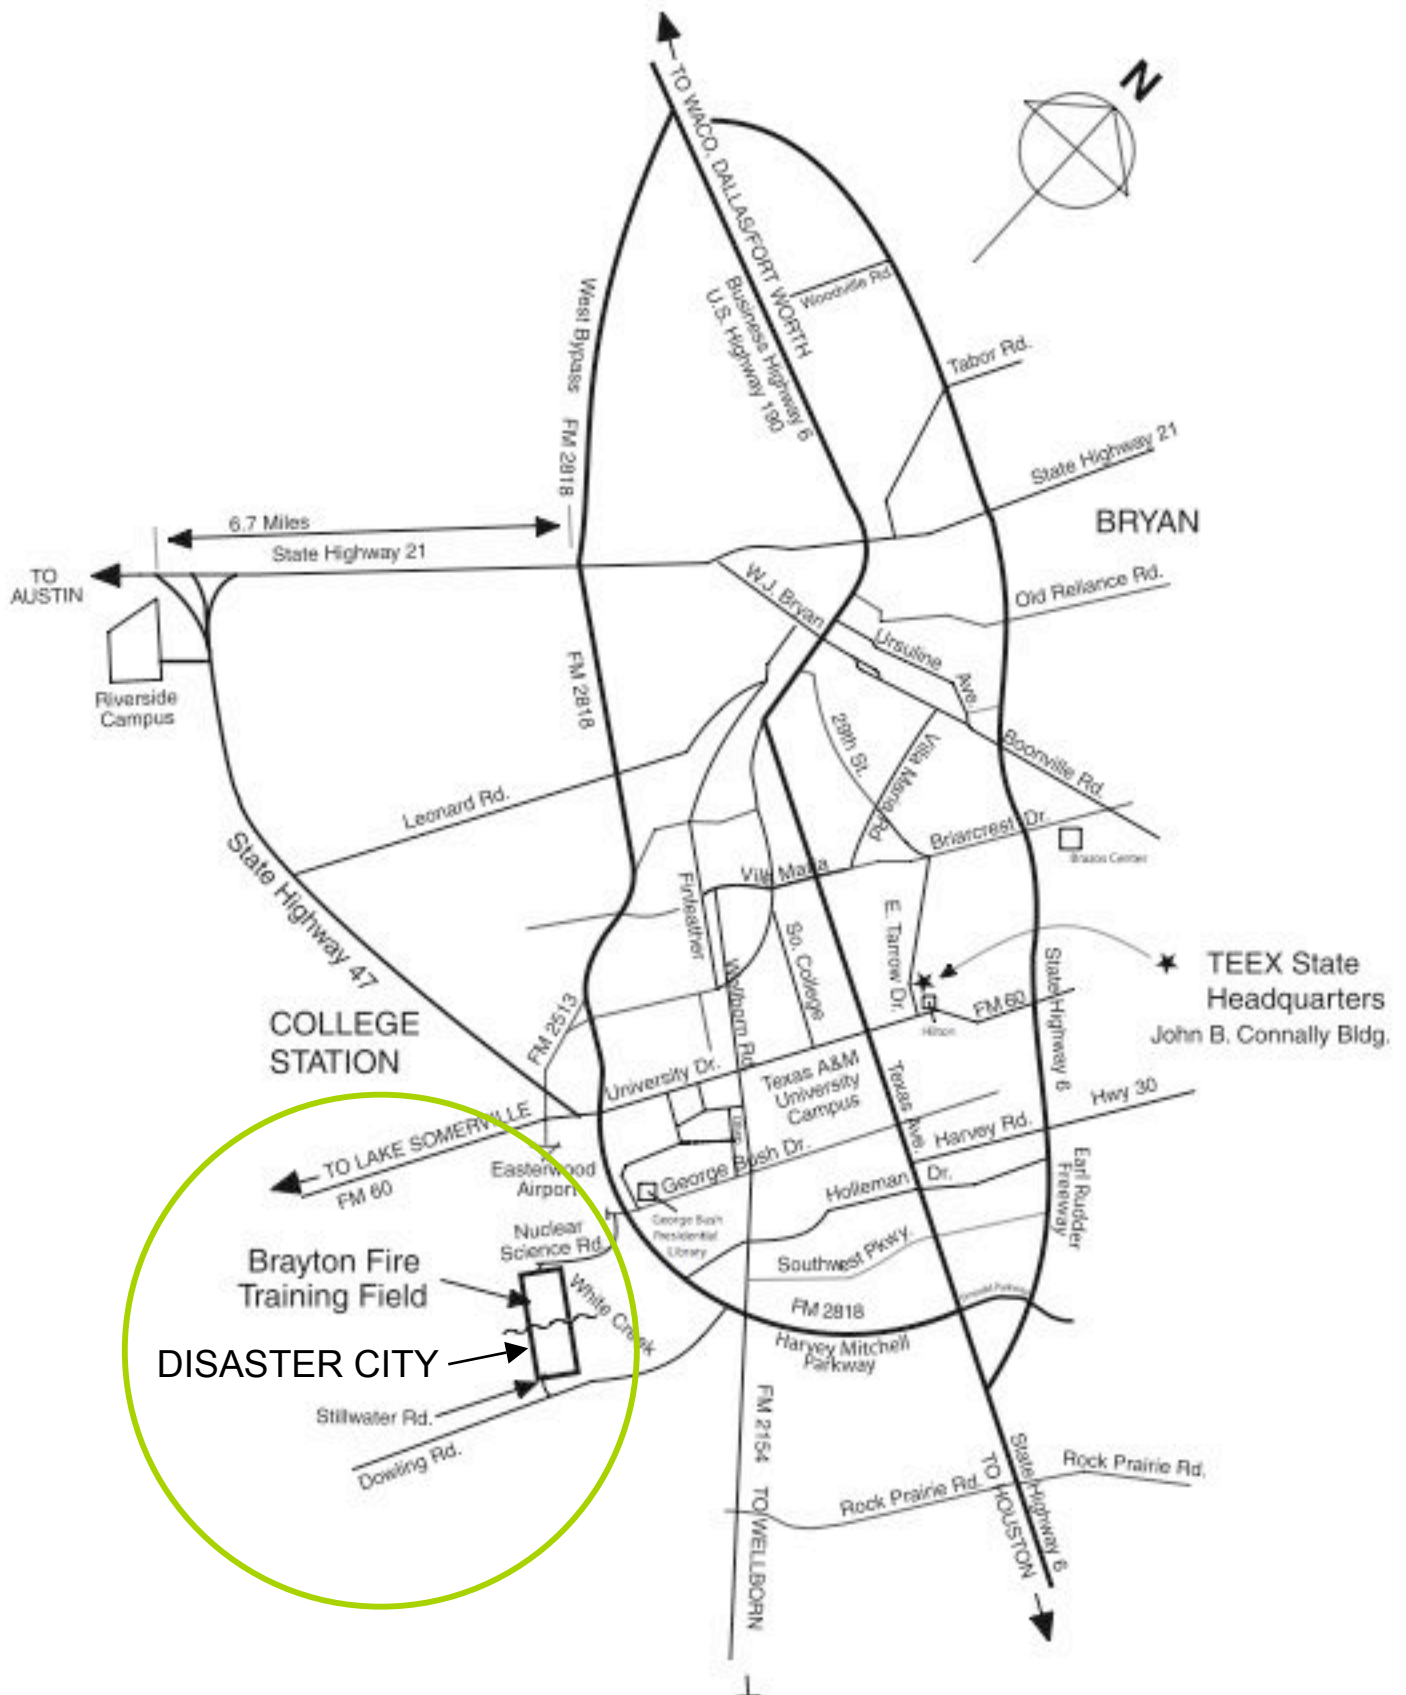 N
TO WACO, DALLAS/FORT WORTH
Business Highway 6
U.S. Highway 190
Woodville Rd
Tabor Rd.
State Highway 21
BRYAN
West Bypass FM 2818
6.7 Miles
State Highway 21
TO
AUSTIN
Riverside
Campus
FM 2818
W.J. Bryan
Ursuline
Ave.
Old Reliance Rd.
29th St.
Villa Maria Rd
Boonville Rd.
Leonard Rd.
Briarcrest Dr.
Brazos Center
State Highway 47
Finfeather
Villa Maria
So. College
E. Tarrow Dr.
Wellborn Rd
State Highway 6
TEEX State
Headquarters
John B. Connally Bldg.
FM 60
Hilton
COLLEGE
STATION
FM 2513
University Dr.
Texas A&M
University
Campus
Texas Ave.
Hwy 30
Harvey Rd.
TO LAKE SOMERVILLE
FM 60
Easterwood
Airport
George Bush Dr.
Holleman Dr.
Earl Rudder
Freeway
George Bush
Presidential
Library
Nuclear
Science Rd.
Southwest Pkwy.
Brayton Fire
Training Field
White Creek
FM 2818
Harvey Mitchell
Parkway
DISASTER CITY
Stillwater Rd.
Dowling Rd.
FM 2154 TO WELLBORN
Rock Prairie Rd.
Rock Prairie Rd.
State Highway 6
TO HOUSTON